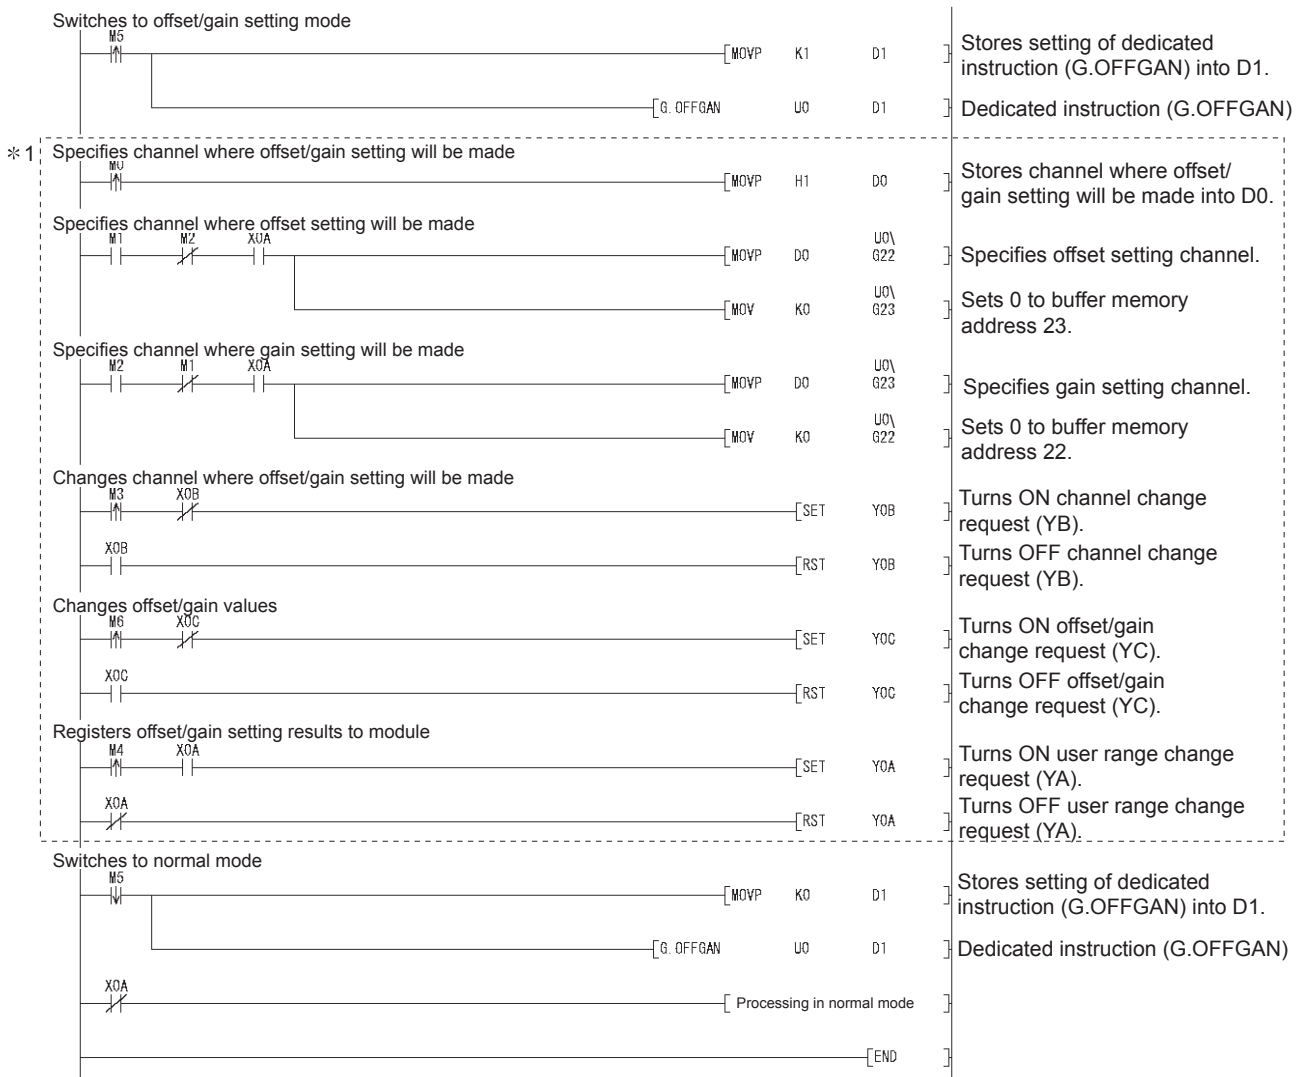 Switches to offset/gain setting mode
M5
MOVP K1 D1
Stores setting of dedicated
instruction (G.OFFGAN) into D1.
G.OFFGAN U0 D1
Dedicated instruction (G.OFFGAN)
*1
Specifies channel where offset/gain setting will be made
M0
MOVP H1 D0
Stores channel where offset/
gain setting will be made into D0.
Specifies channel where offset setting will be made
M1 M2 X0A
U0\
MOVP D0 G22
Specifies offset setting channel.
U0\
MOV K0 G23
Sets 0 to buffer memory
address 23.
Specifies channel where gain setting will be made
M2 M1 X0A
U0\
MOVP D0 G23
Specifies gain setting channel.
U0\
MOV K0 G22
Sets 0 to buffer memory
address 22.
Changes channel where offset/gain setting will be made
M3 X0B
SET Y0B
Turns ON channel change
request (YB).
X0B
RST Y0B
Turns OFF channel change
request (YB).
Changes offset/gain values
M6 X0C
SET Y0C
Turns ON offset/gain
change request (YC).
X0C
RST Y0C
Turns OFF offset/gain
change request (YC).
Registers offset/gain setting results to module
M4 X0A
SET Y0A
Turns ON user range change
request (YA).
X0A
RST Y0A
Turns OFF user range change
request (YA).
Switches to normal mode
M5
MOVP K0 D1
Stores setting of dedicated
instruction (G.OFFGAN) into D1.
G.OFFGAN U0 D1
Dedicated instruction (G.OFFGAN)
X0A
Processing in normal mode
END